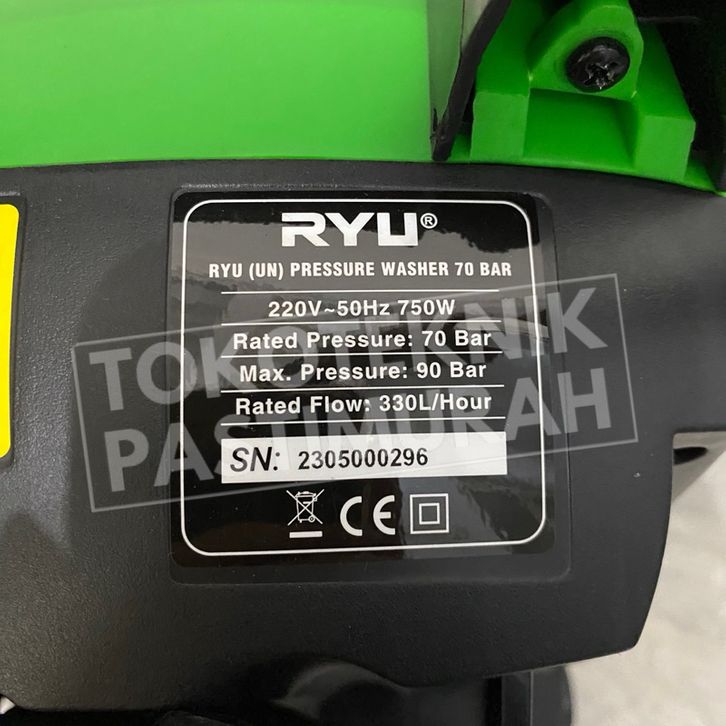 RYU®
RYU (UN) PRESSURE WASHER 70 BAR
220V~50Hz 750W
Rated Pressure: 70 Bar
Max. Pressure: 90 Bar
Rated Flow: 330L/Hour
SN: 2305000296
CE
TOKOTEKNIK
PASTIMURAH